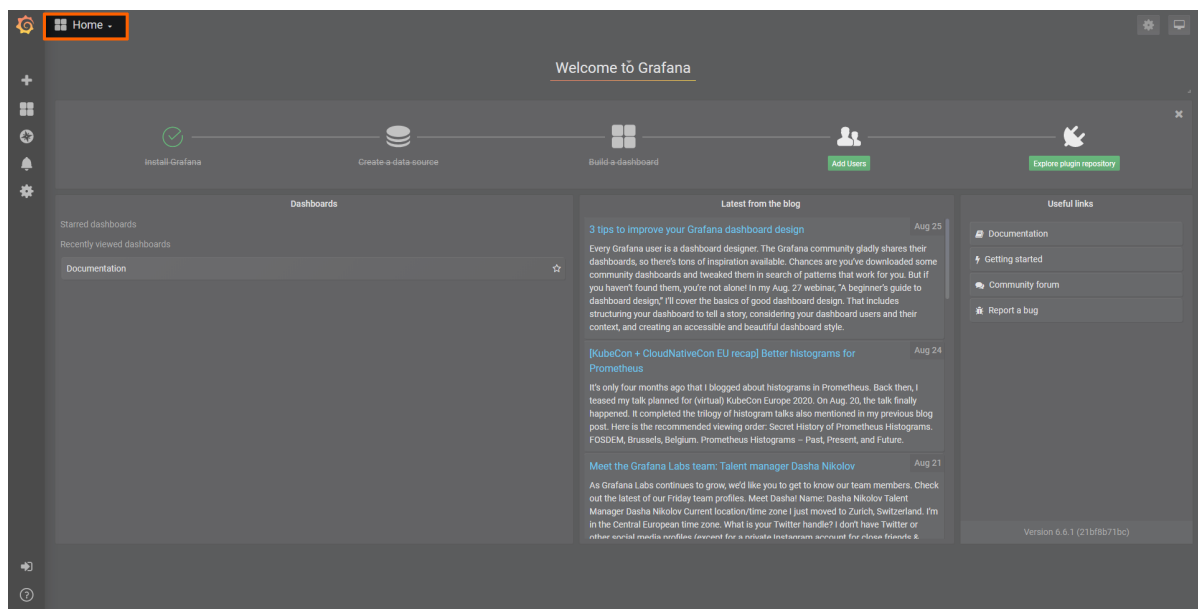 Home
Welcome to Grafana
Install Grafana
Create a data source
Build a dashboard
Add Users
Explore plugin repository
Dashboards
Starred dashboards
Recently viewed dashboards
Documentation
Latest from the blog
3 tips to improve your Grafana dashboard design
Aug 25
Every Grafana user is a dashboard designer. The Grafana community gladly shares their
dashboards, so there's tons of inspiration available. Chances are you've downloaded some
community dashboards and tweaked them in search of patterns that work for you. But if
you haven't found them, you're not alone! In my Aug. 27 webinar, "A beginner's guide to
dashboard design," I'll cover the basics of good dashboard design. That includes
structuring your dashboard to tell a story, considering your dashboard users and their
context, and creating an accessible and beautiful dashboard style.
[KubeCon + CloudNativeCon EU recap] Better histograms for
Prometheus
Aug 24
It's only four months ago that I blogged about histograms in Prometheus. Back then, I
teased my talk planned for (virtual) KubeCon Europe 2020. On Aug. 20, the talk finally
happened. It completed the trilogy of histogram talks also mentioned in my previous blog
post. Here is the recommended viewing order: Secret History of Prometheus Histograms.
FOSDEM, Brussels, Belgium. Prometheus Histograms – Past, Present, and Future.
Meet the Grafana Labs team: Talent manager Dasha Nikolov
Aug 21
As Grafana Labs continues to grow, we'd like you to get to know our team members. Check
out the latest of our Friday team profiles. Meet Dasha! Name: Dasha Nikolov Talent
Manager Dasha Nikolov Current location/time zone I just moved to Zurich, Switzerland. I'm
in the Central European time zone. What is your Twitter handle? I don't have Twitter or
other social media profiles (except for a private Instagram account for close friends &
Useful links
Documentation
Getting started
Community forum
Report a bug
Version 6.6.1 (21bf8b71bc)